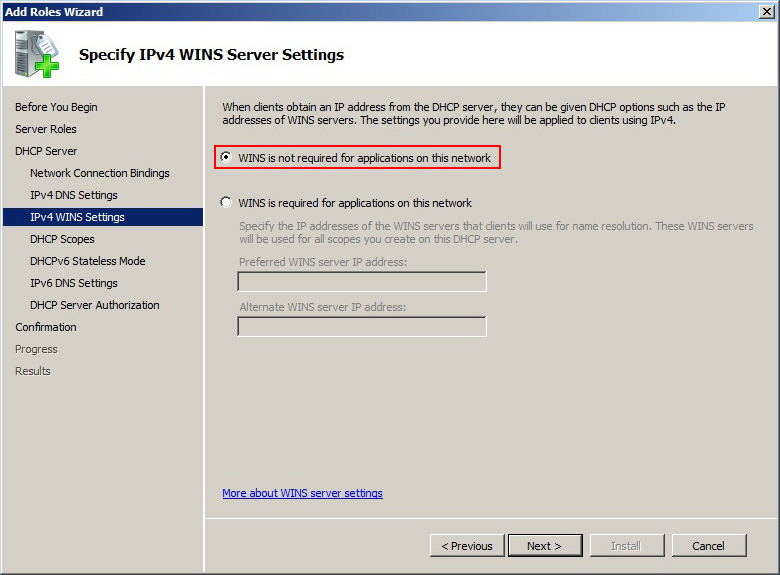 Add Roles Wizard
Specify IPv4 WINS Server Settings
Before You Begin
Server Roles
DHCP Server
Network Connection Bindings
IPv4 DNS Settings
IPv4 WINS Settings
DHCP Scopes
DHCPv6 Stateless Mode
IPv6 DNS Settings
DHCP Server Authorization
Confirmation
Progress
Results
When clients obtain an IP address from the DHCP server, they can be given DHCP options such as the IP
addresses of WINS servers. The settings you provide here will be applied to clients using IPv4.
WINS is not required for applications on this network
WINS is required for applications on this network
Specify the IP addresses of the WINS servers that clients will use for name resolution. These WINS servers
will be used for all scopes you create on this DHCP server.
Preferred WINS server IP address:
Alternate WINS server IP address:
More about WINS server settings
< Previous
Next >
Install
Cancel